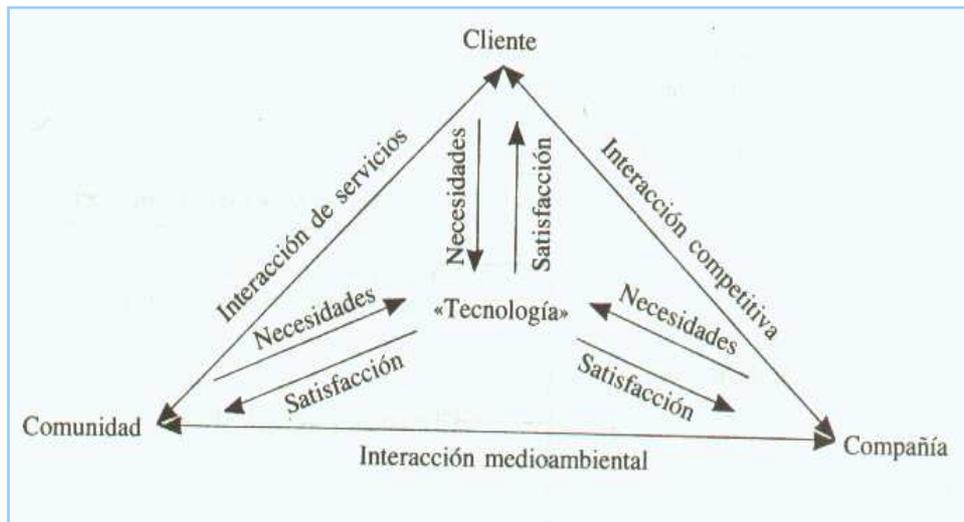 Cliente
Interacción de servicios
Necesidades
Satisfacción
Interacción competitiva
Necesidades
Satisfacción
«Tecnología»
Necesidades
Satisfacción
Comunidad
Interacción medioambiental
Compañía